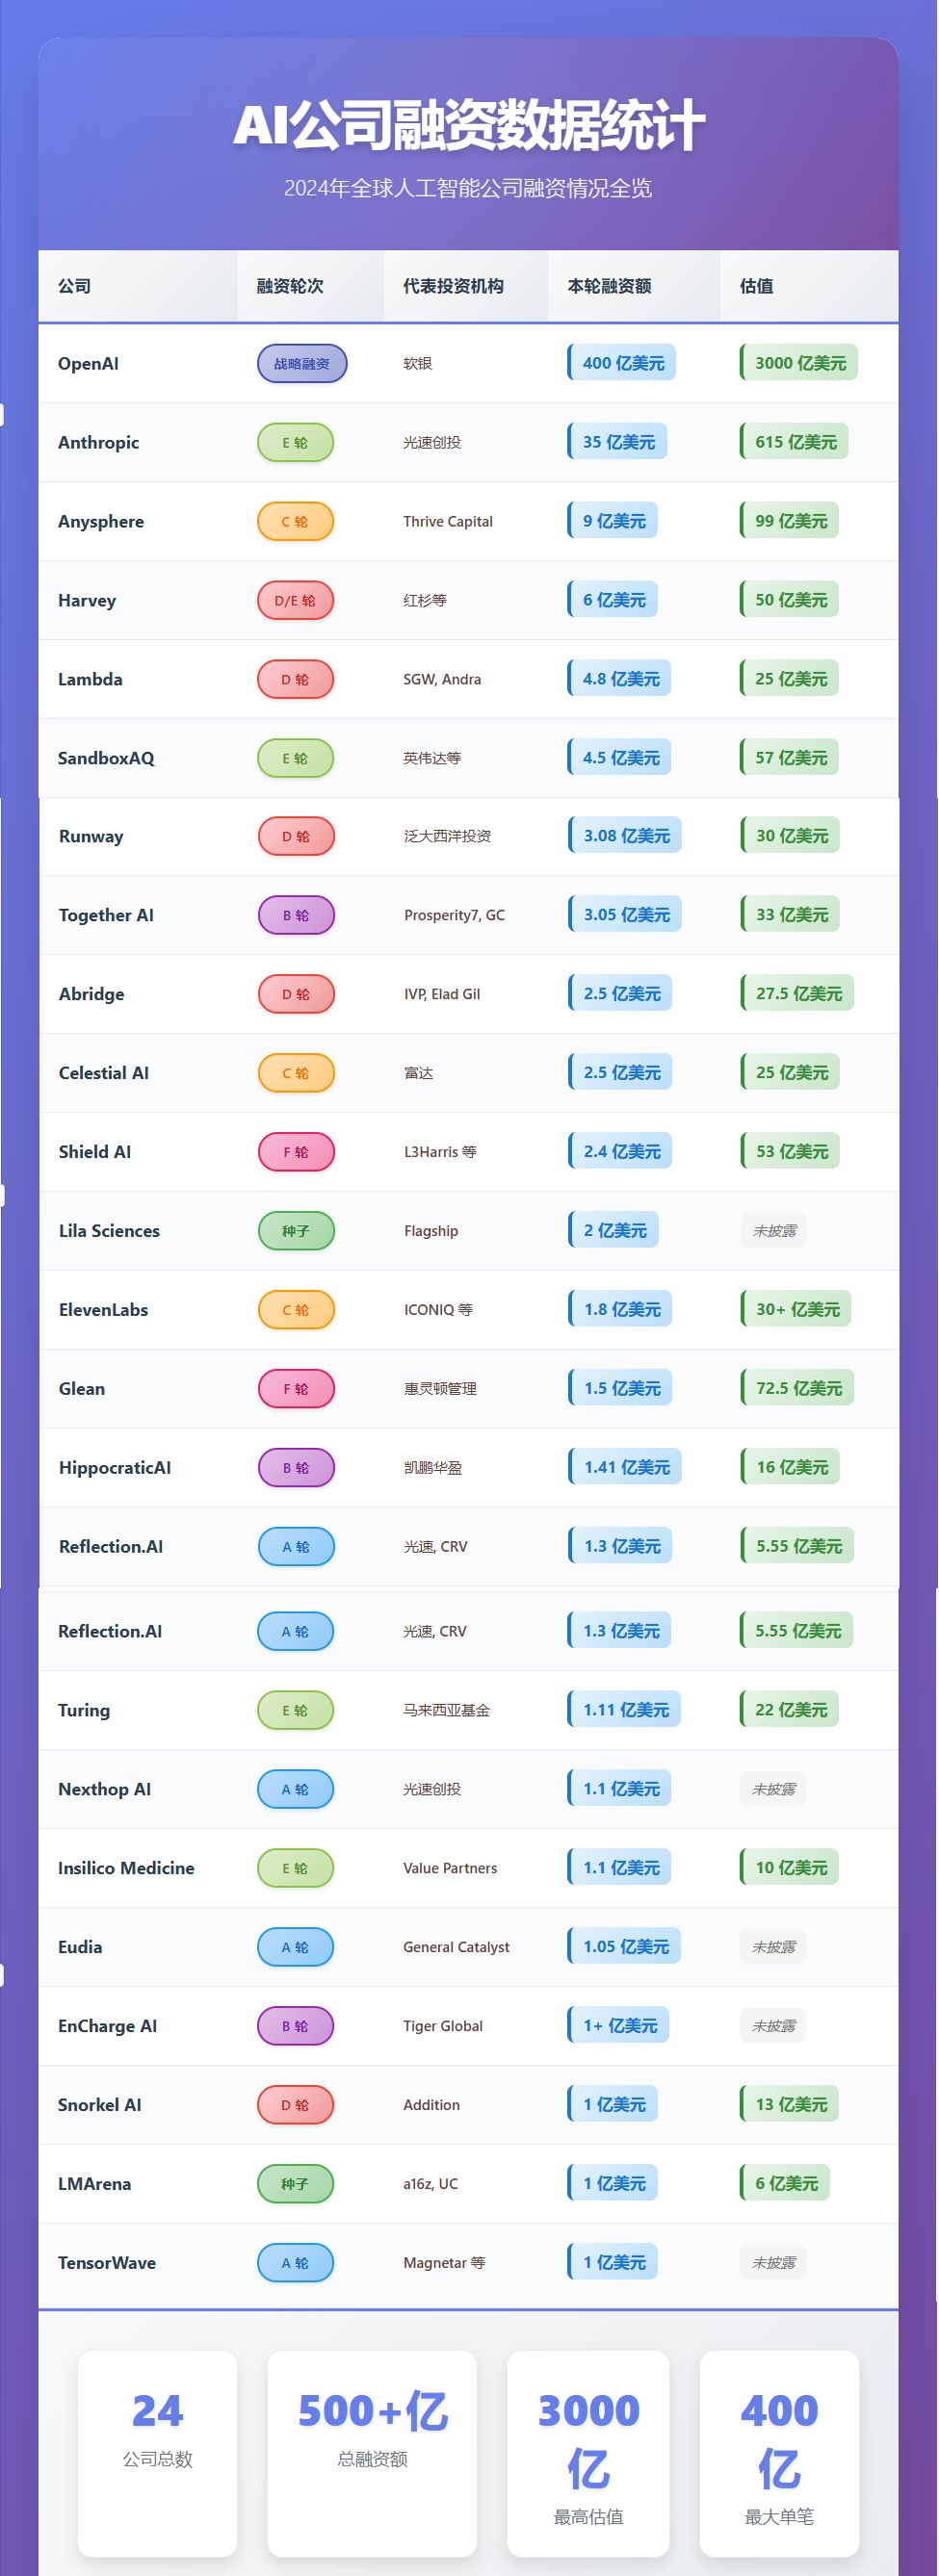 AI公司融资数据统计
2024年全球人工智能公司融资情况全览
公司 融资轮次 代表投资机构 本轮融资额 估值
OpenAI 战略融资 软银 400 亿美元 3000 亿美元
Anthropic E 轮 光速创投 35 亿美元 615 亿美元
Anysphere C 轮 Thrive Capital 9 亿美元 99 亿美元
Harvey D/E 轮 红杉等 6 亿美元 50 亿美元
Lambda D 轮 SGW, Andra 4.8 亿美元 25 亿美元
SandboxAQ E 轮 英伟达等 4.5 亿美元 57 亿美元
Runway D 轮 泛大西洋投资 3.08 亿美元 30 亿美元
Together AI B 轮 Prosperity7, GC 3.05 亿美元 33 亿美元
Abridge D 轮 IVP, Elad Gil 2.5 亿美元 27.5 亿美元
Celestial AI C 轮 富达 2.5 亿美元 25 亿美元
Shield AI F 轮 L3Harris 等 2.4 亿美元 53 亿美元
Lila Sciences 种子 Flagship 2 亿美元 未披露
ElevenLabs C 轮 ICONIQ 等 1.8 亿美元 30+ 亿美元
Glean F 轮 惠灵顿管理 1.5 亿美元 72.5 亿美元
HippocraticAI B 轮 凯鹏华盈 1.41 亿美元 16 亿美元
Reflection.AI A 轮 光速, CRV 1.3 亿美元 5.55 亿美元
Reflection.AI A 轮 光速, CRV 1.3 亿美元 5.55 亿美元
Turing E 轮 马来西亚基金 1.11 亿美元 22 亿美元
Nexthop AI A 轮 光速创投 1.1 亿美元 未披露
Insilico Medicine E 轮 Value Partners 1.1 亿美元 10 亿美元
Eudia A 轮 General Catalyst 1.05 亿美元 未披露
EnCharge AI B 轮 Tiger Global 1+ 亿美元 未披露
Snorkel AI D 轮 Addition 1 亿美元 13 亿美元
LMArena 种子 a16z, UC 1 亿美元 6 亿美元
TensorWave A 轮 Magnetar 等 1 亿美元 未披露
24
公司总数
500+亿
总融资额
3000
亿
最高估值
400
亿
最大单笔